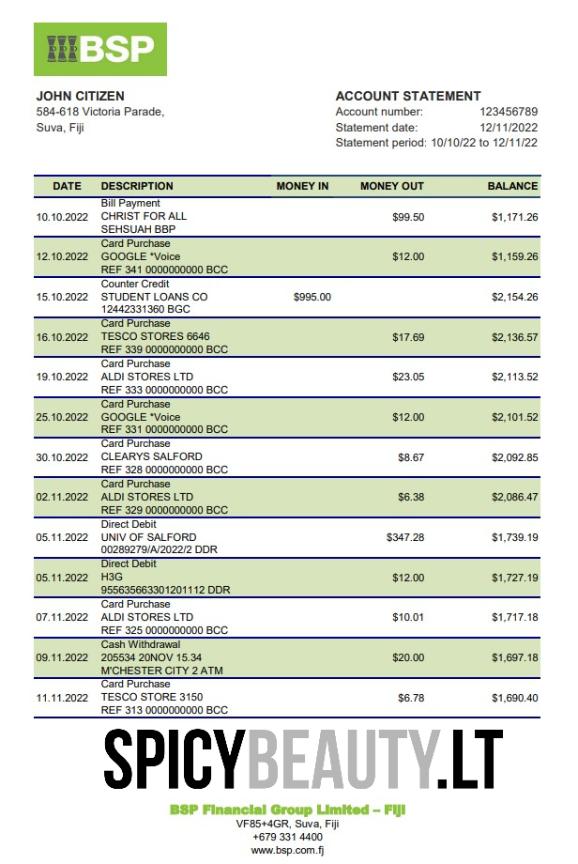 BSP
JOHN CITIZEN
584-618 Victoria Parade,
Suva, Fiji
ACCOUNT STATEMENT
Account number: 123456789
Statement date: 12/11/2022
Statement period: 10/10/22 to 12/11/22
DATE DESCRIPTION MONEY IN MONEY OUT BALANCE
Bill Payment
10.10.2022 CHRIST FOR ALL $99.50 $1,171.26
SEHSUAH BBP
Card Purchase
12.10.2022 GOOGLE *Voice $12.00 $1,159.26
REF 341 0000000000 BCC
Counter Credit
15.10.2022 STUDENT LOANS CO $995.00 $2,154.26
12442331360 BGC
Card Purchase
16.10.2022 TESCO STORES 6646 $17.69 $2,136.57
REF 339 0000000000 BCC
Card Purchase
19.10.2022 ALDI STORES LTD $23.05 $2,113.52
REF 333 0000000000 BCC
Card Purchase
25.10.2022 GOOGLE *Voice $12.00 $2,101.52
REF 331 0000000000 BCC
Card Purchase
30.10.2022 CLEARYS SALFORD $8.67 $2,092.85
REF 328 0000000000 BCC
Card Purchase
02.11.2022 ALDI STORES LTD $6.38 $2,086.47
REF 329 0000000000 BCC
Direct Debit
05.11.2022 UNIV OF SALFORD $347.28 $1,739.19
00289279/A/2022/2 DDR
Direct Debit
05.11.2022 H3G $12.00 $1,727.19
955635663301201112 DDR
Card Purchase
07.11.2022 ALDI STORES LTD $10.01 $1,717.18
REF 325 0000000000 BCC
Cash Withdrawal
09.11.2022 205534 20NOV 15.34 $20.00 $1,697.18
M'CHESTER CITY 2 ATM
Card Purchase
11.11.2022 TESCO STORE 3150 $6.78 $1,690.40
REF 313 0000000000 BCC
SPICYBEAUTY.LT
BSP Financial Group Limited – Fiji
VF85+4GR, Suva, Fiji
+679 331 4400
www.bsp.com.fj